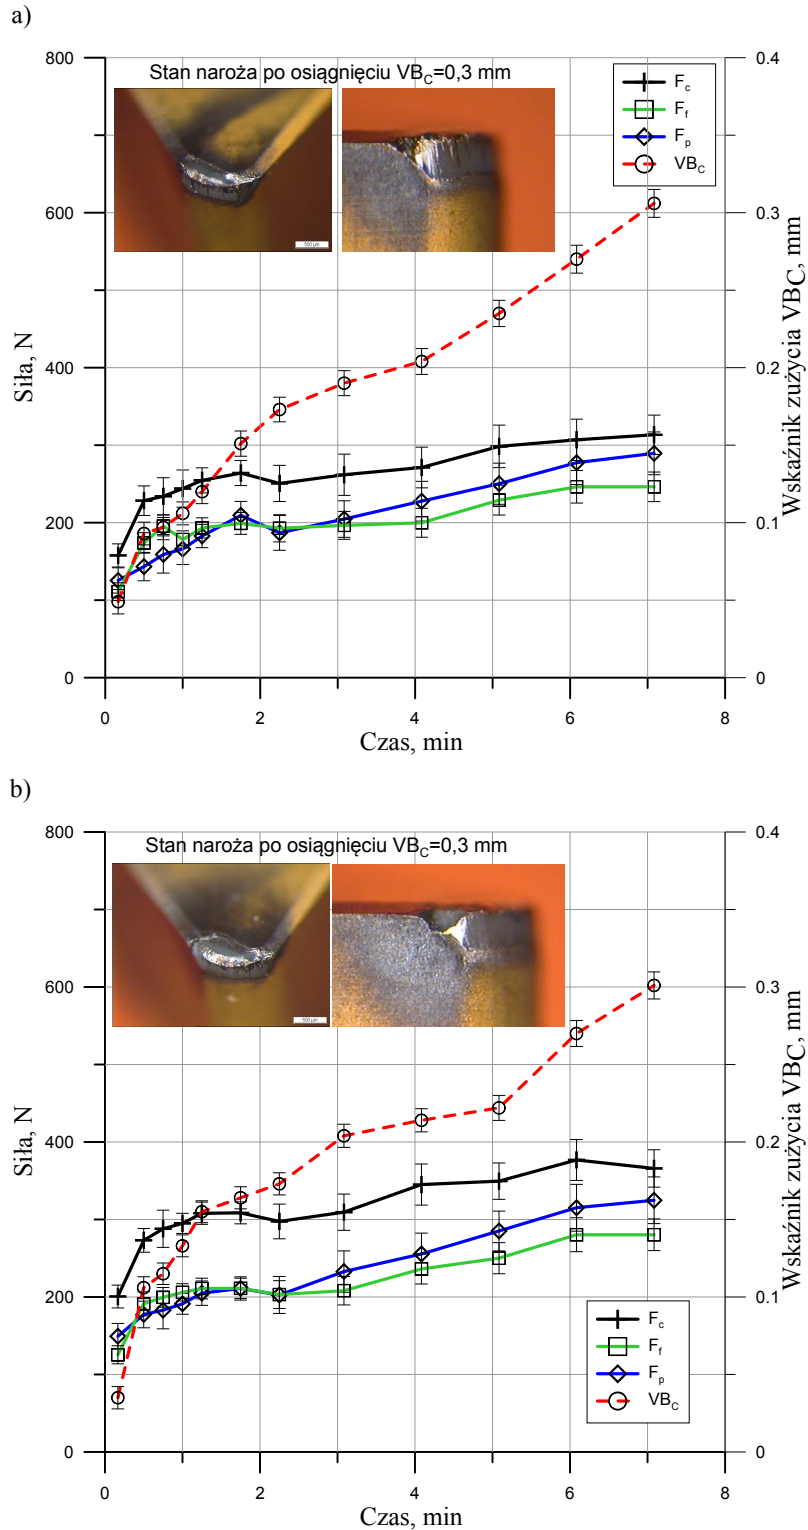 a)
Stan naroża po osiągnięciu VBC=0,3 mm
Fc
Ff
Fp
VBC
800
600
400
200
0
0.4
0.3
0.2
0.1
0
0 2 4 6 8
Siła, N
Wskaźnik zużycia VBC, mm
Czas, min
500 µm
b)
Stan naroża po osiągnięciu VBC=0,3 mm
800
600
400
200
0
0.4
0.3
0.2
0.1
0
Fc
Ff
Fp
VBC
0 2 4 6 8
Siła, N
Wskaźnik zużycia VBC, mm
Czas, min
500 µm